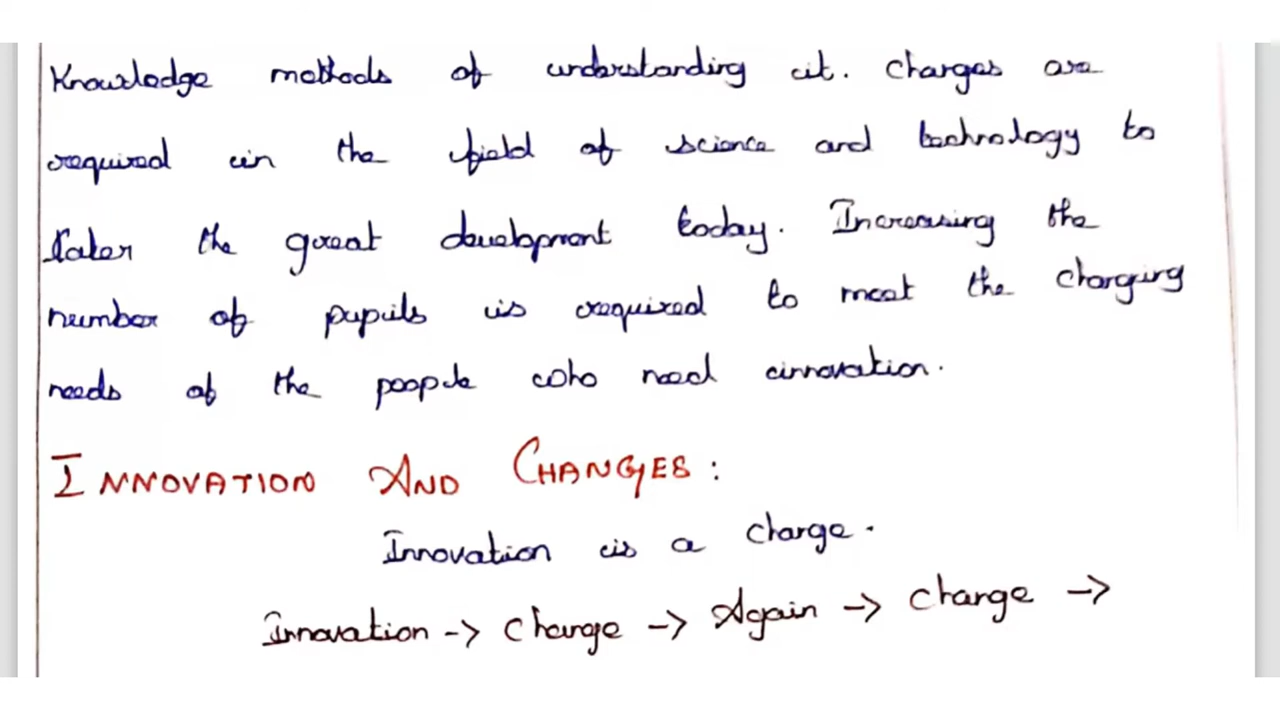 Knowledge methods of understanding it. Changes are
required in the field of science and technology to
the great development today. Increasing the
number of pupils is required to meet the changing
needs of the people who need innovation.
INNOVATION AND CHANGES:
Innovation is a change.
Innovation -> change -> Again -> change ->